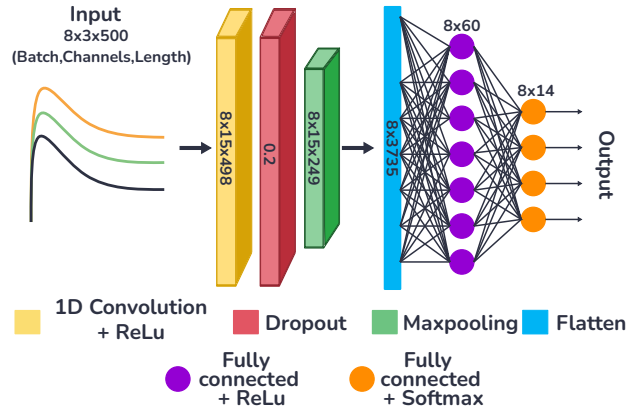 Input
8x3x500
(Batch,Channels,Length)
8x15x498
0.2
8x15x249
8x3735
8x60
8x14
Output
1D Convolution
+ ReLu
Dropout
Maxpooling
Flatten
Fully
connected
+ ReLu
Fully
connected
+ Softmax